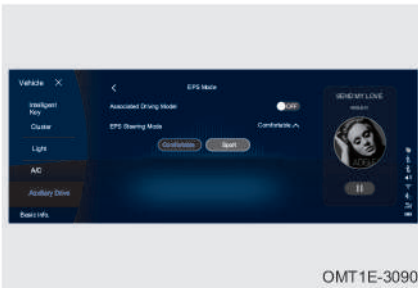 Vehicle ×
Intelligent
Key
Cluster
Light
A/C
Auxiliary Drive
Basic Info.
EPS Mode
Associated Driving Model
OFF
EPS Steering Mode
Comfortable
Comfortable
Sport
SEND MY LOVE
ADELE
OMT1E-3090